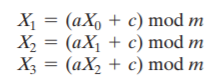 X₁ = (aX₀ + c) mod m
X₂ = (aX₁ + c) mod m
X₃ = (aX₂ + c) mod m